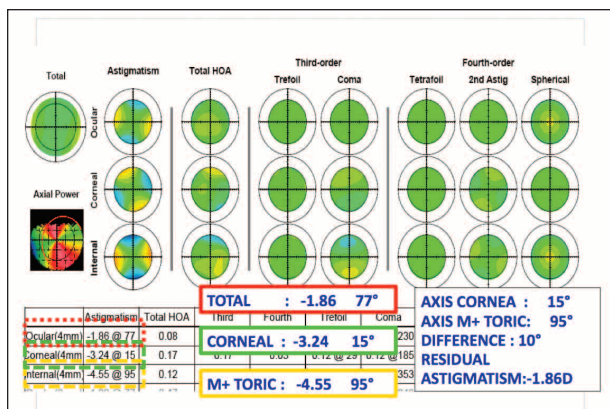 Third-order
Fourth-order
Total
Astigmatism
Total HOA
Trefoil
Coma
Tetrafoil
2nd Astig
Spherical
Ocular
Corneal
Internal
Axial Power
Astigmatism Total HOA Third Fourth Trefoil Coma
Ocular(4mm) -1.86 @ 77 0.08
Corneal(4mm) -3.24 @ 15 0.17
Internal(4mm) -4.55 @ 95 0.12
TOTAL : -1.86 77°
CORNEAL : -3.24 15°
M+ TORIC : -4.55 95°
AXIS CORNEA : 15°
AXIS M+ TORIC: 95°
DIFFERENCE : 10°
RESIDUAL
ASTIGMATISM:-1.86D